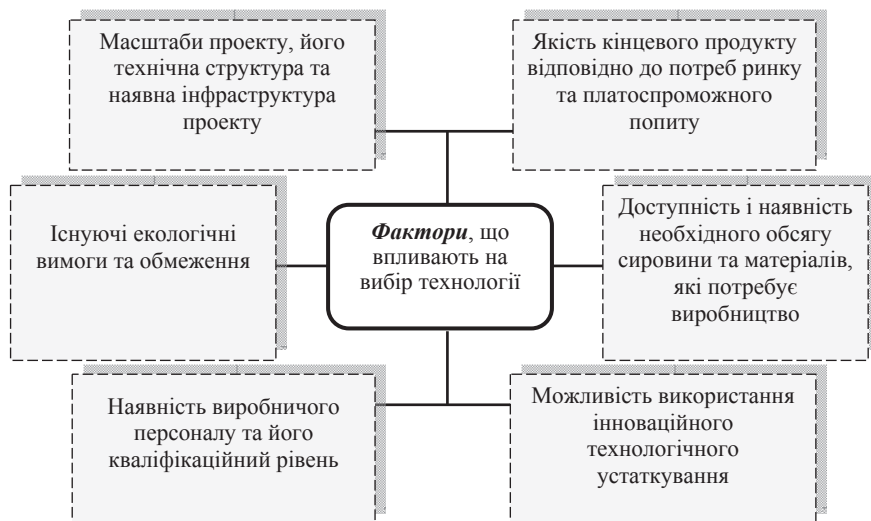 Масштаби проекту, його
технічна структура та
наявна інфраструктура
проекту
Якість кінцевого продукту
відповідно до потреб ринку
та платоспроможного
попиту
Існуючі екологічні
вимоги та обмеження
Фактори, що
впливають на
вибір технології
Доступність і наявність
необхідного обсягу
сировини та матеріалів,
які потребує
виробництво
Наявність виробничого
персоналу та його
кваліфікаційний рівень
Можливість використання
інноваційного
технологічного
устаткування